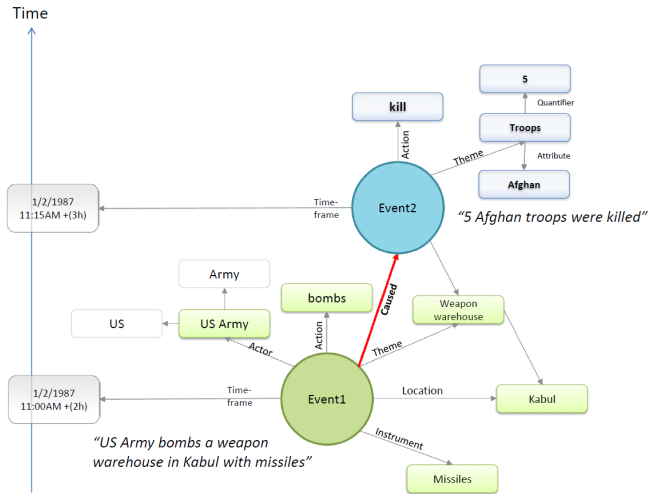 Time
5
Quantifier
kill
Troops
Action
Theme
Attribute
Afghan
1/2/1987
11:15AM +(3h)
Time-
frame
Event2
“5 Afghan troops were killed”
Army
bombs
Caused
Weapon
warehouse
US
US Army
Action
Actor
Theme
1/2/1987
11:00AM +(2h)
Time-
frame
Event1
Location
Kabul
Instrument
“US Army bombs a weapon
warehouse in Kabul with missiles”
Missiles